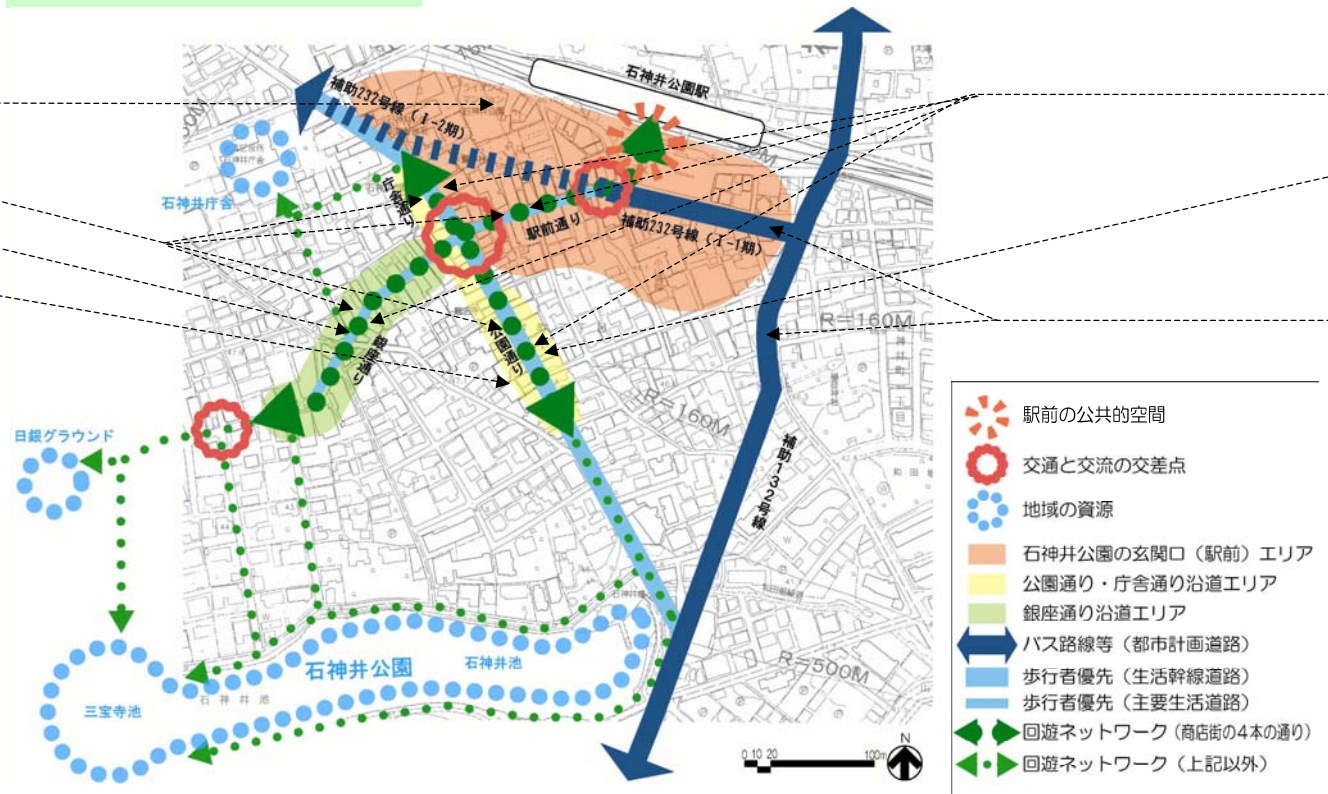 石神井公園駅
補助232号線(Ⅰ-2期)
石神井庁舎
庁舎通り
駅前通り
補助232号線(Ⅰ-1期)
銀座通り
公園通り
R=160M
R=160M
日銀グラウンド
補助132号線
石神井公園
石神井池
石神井池
三宝寺池
R=500M
0 10 20 100m
N
駅前の公共的空間
交通と交流の交差点
地域の資源
石神井公園の玄関口(駅前)エリア
公園通り・庁舎通り沿道エリア
銀座通り沿道エリア
バス路線等(都市計画道路)
歩行者優先(生活幹線道路)
歩行者優先(主要生活道路)
回遊ネットワーク(商店街の4本の通り)
回遊ネットワーク(上記以外)